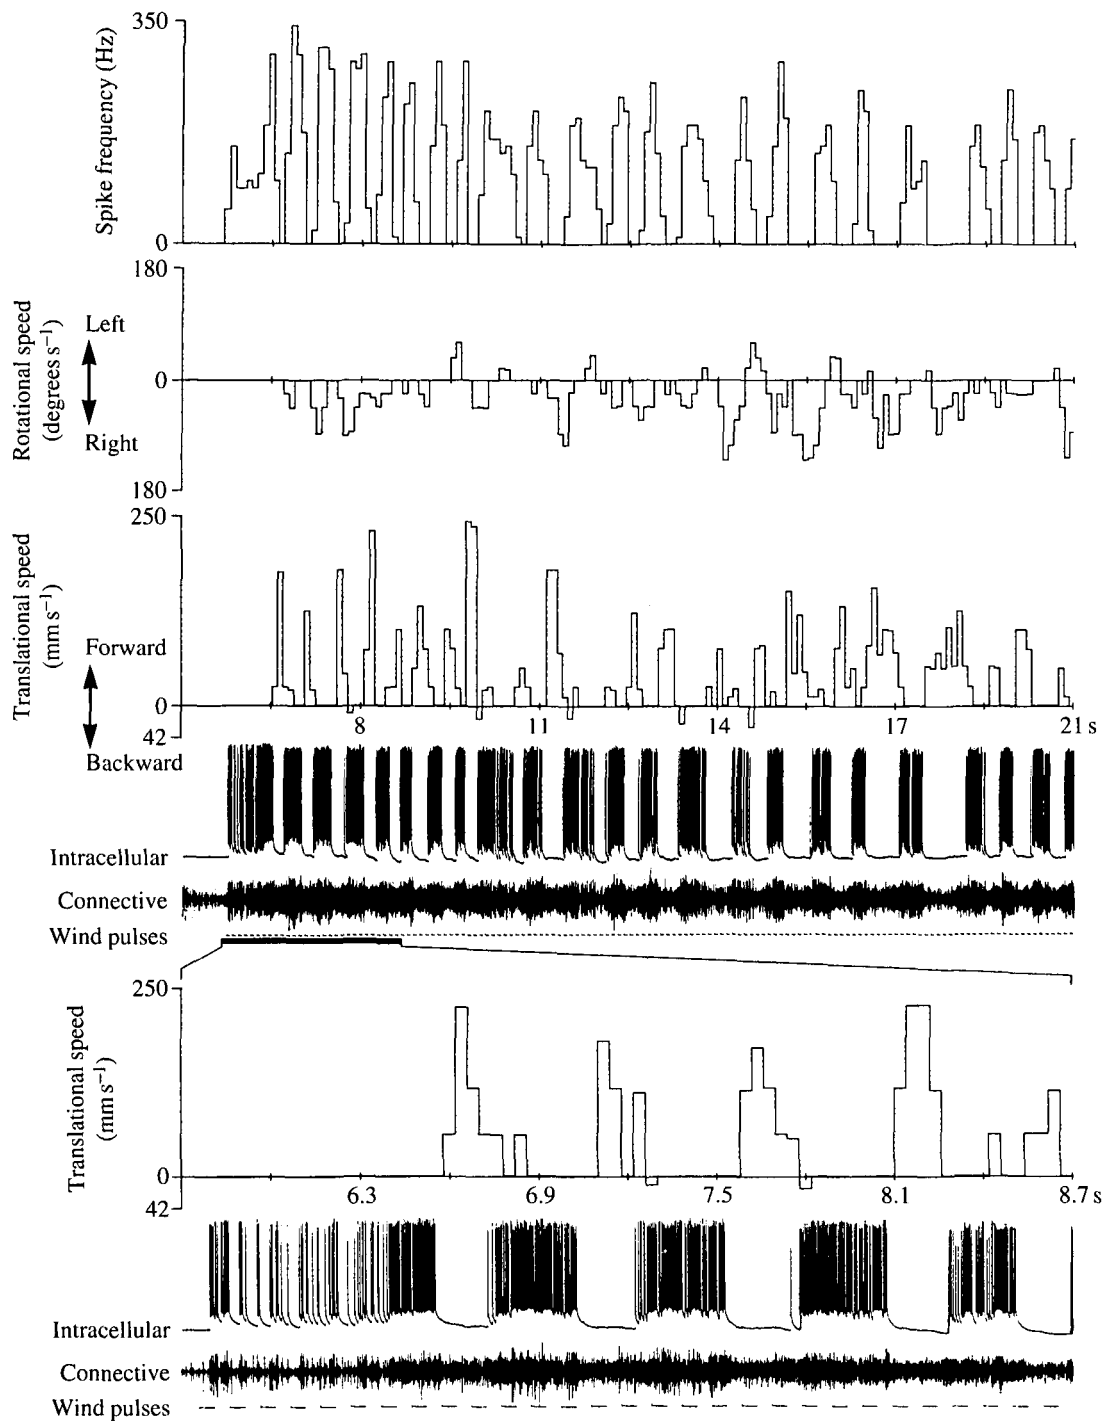 350
Spike frequency (Hz)
0
180
Left
Rotational speed
(degrees s⁻¹)
0
Right
180
250
Translational speed
(mm s⁻¹)
Forward
0
42
8 11 14 17 21 s
Backward
Intracellular
Connective
Wind pulses
250
Translational speed
(mm s⁻¹)
0
42
6.3 6.9 7.5 8.1 8.7 s
Intracellular
Connective
Wind pulses